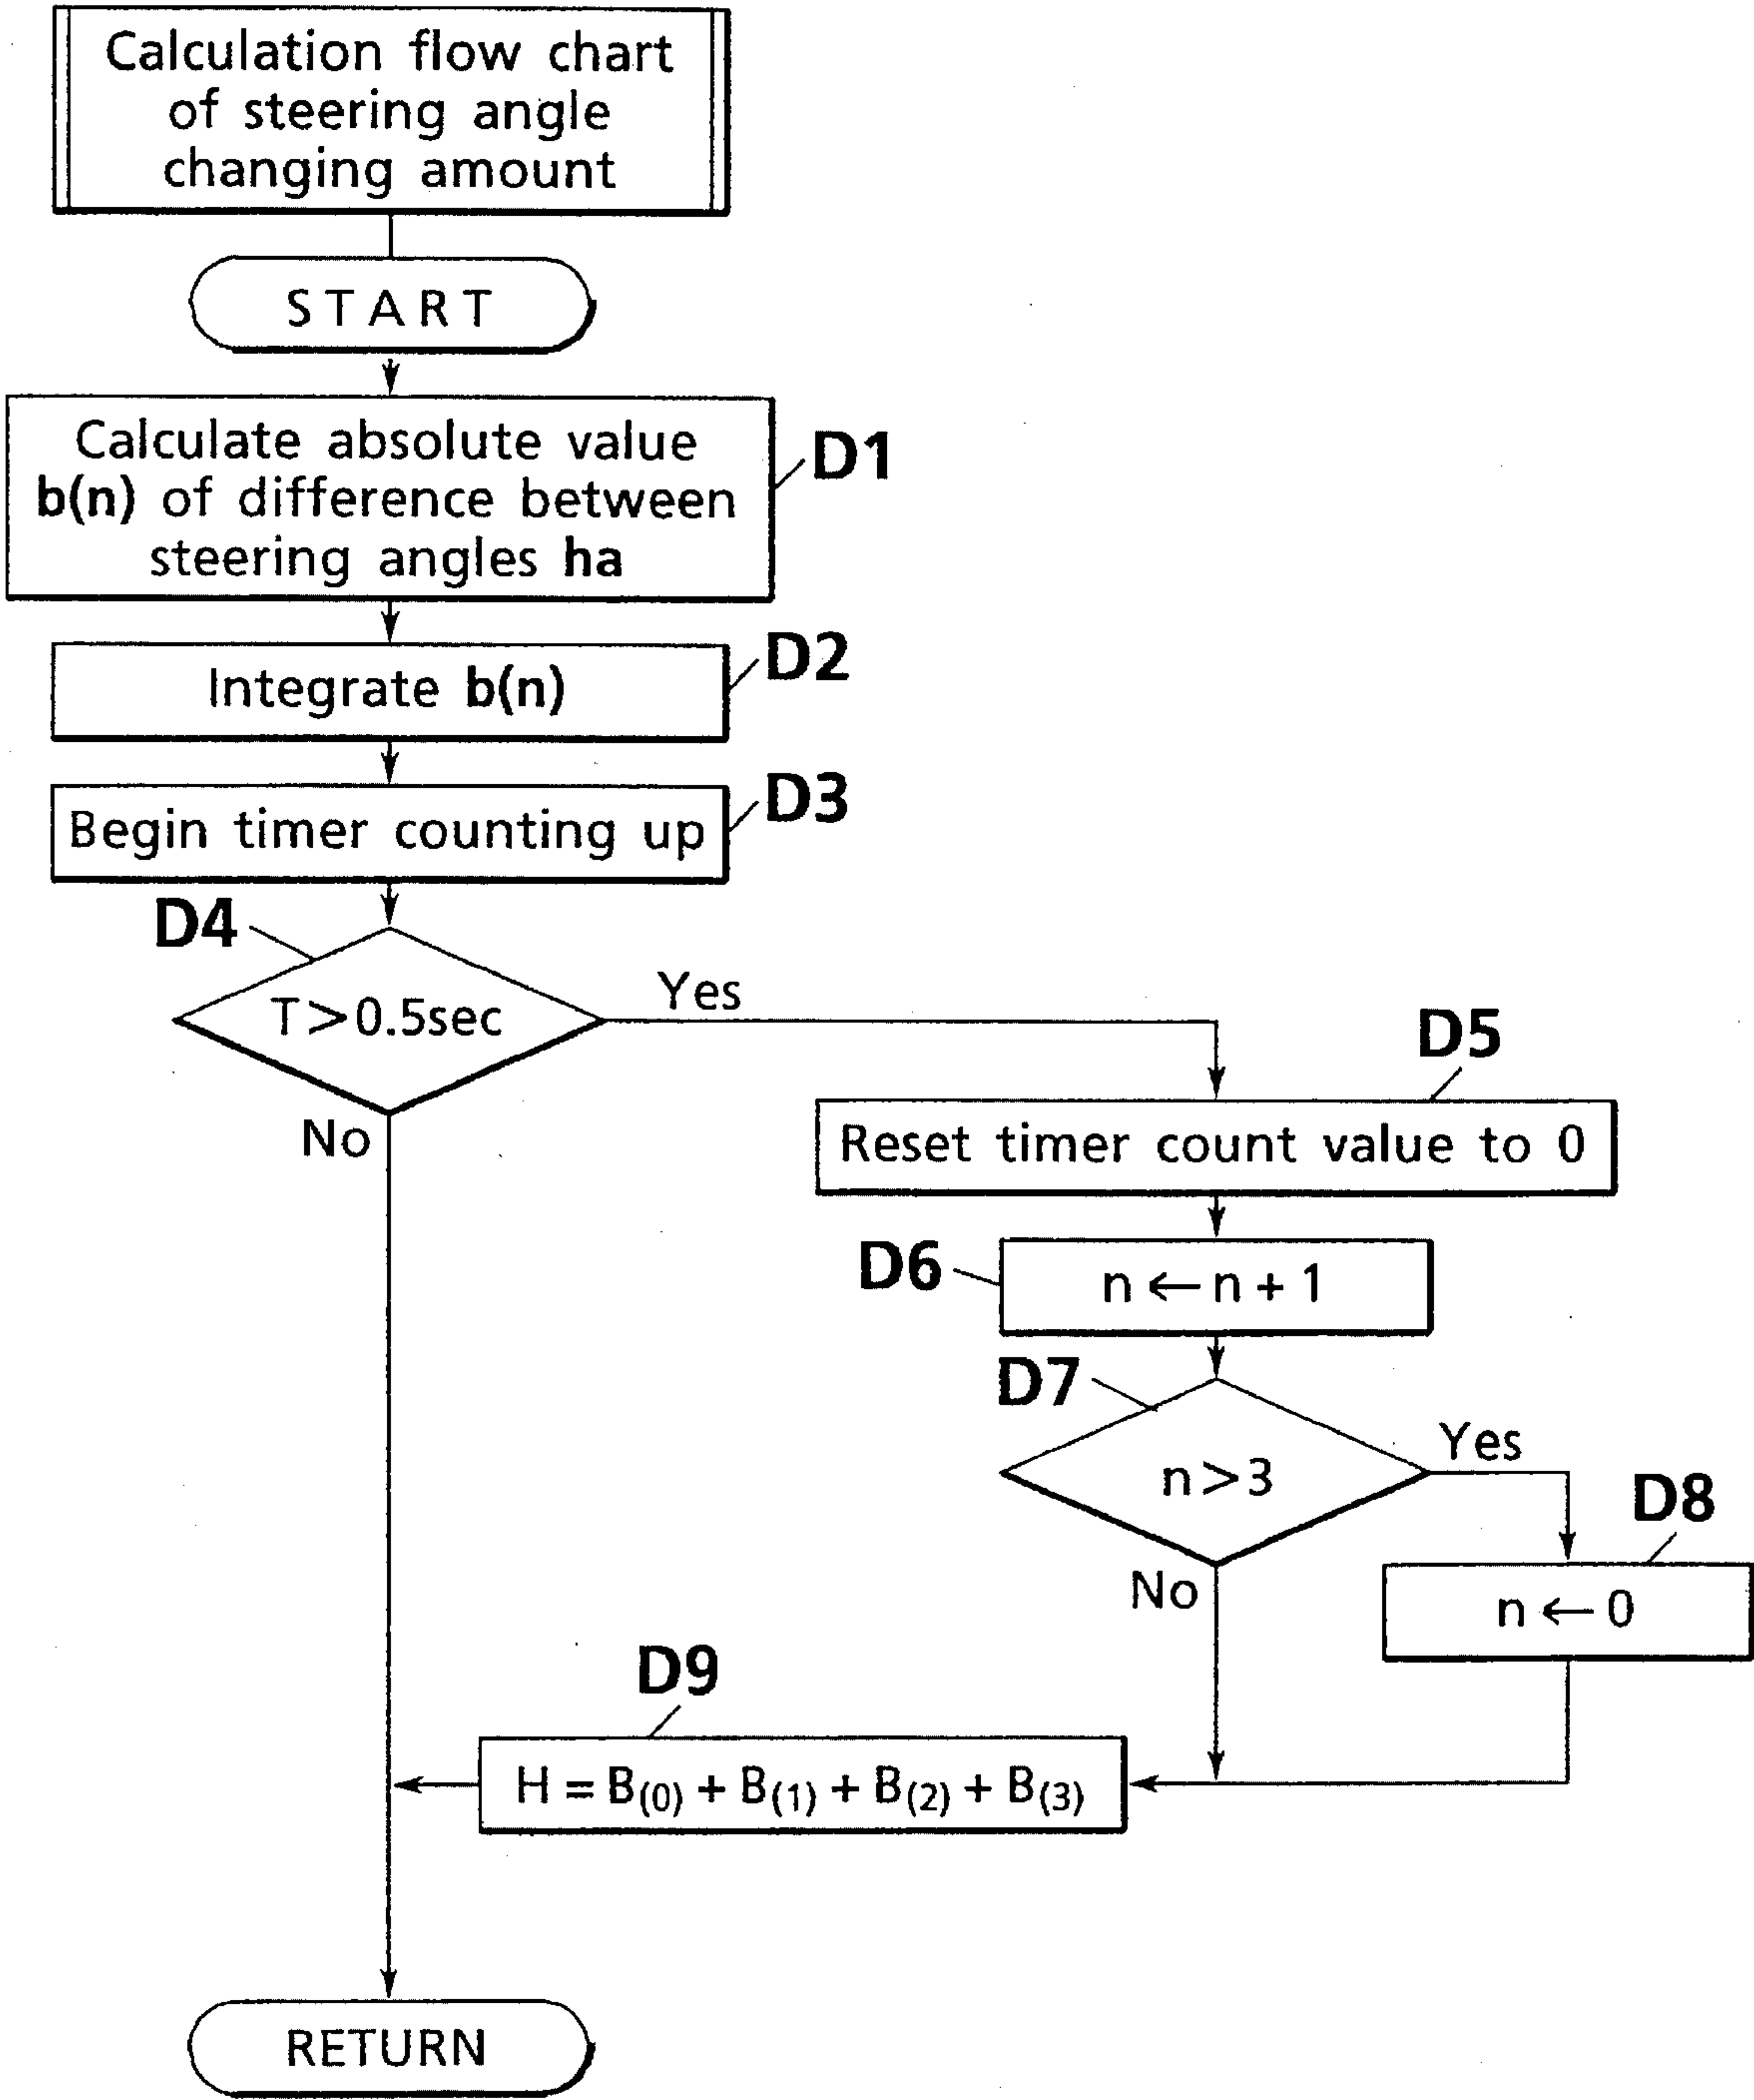 Calculation flow chart
of steering angle
changing amount
START
Calculate absolute value
b(n) of difference between
steering angles ha
D1
Integrate b(n)
D2
Begin timer counting up
D3
D4
T>0.5sec
Yes
No
D5
Reset timer count value to 0
D6
n ← n + 1
D7
n>3
Yes
No
D8
n ← 0
D9
H = B(0) + B(1) + B(2) + B(3)
RETURN